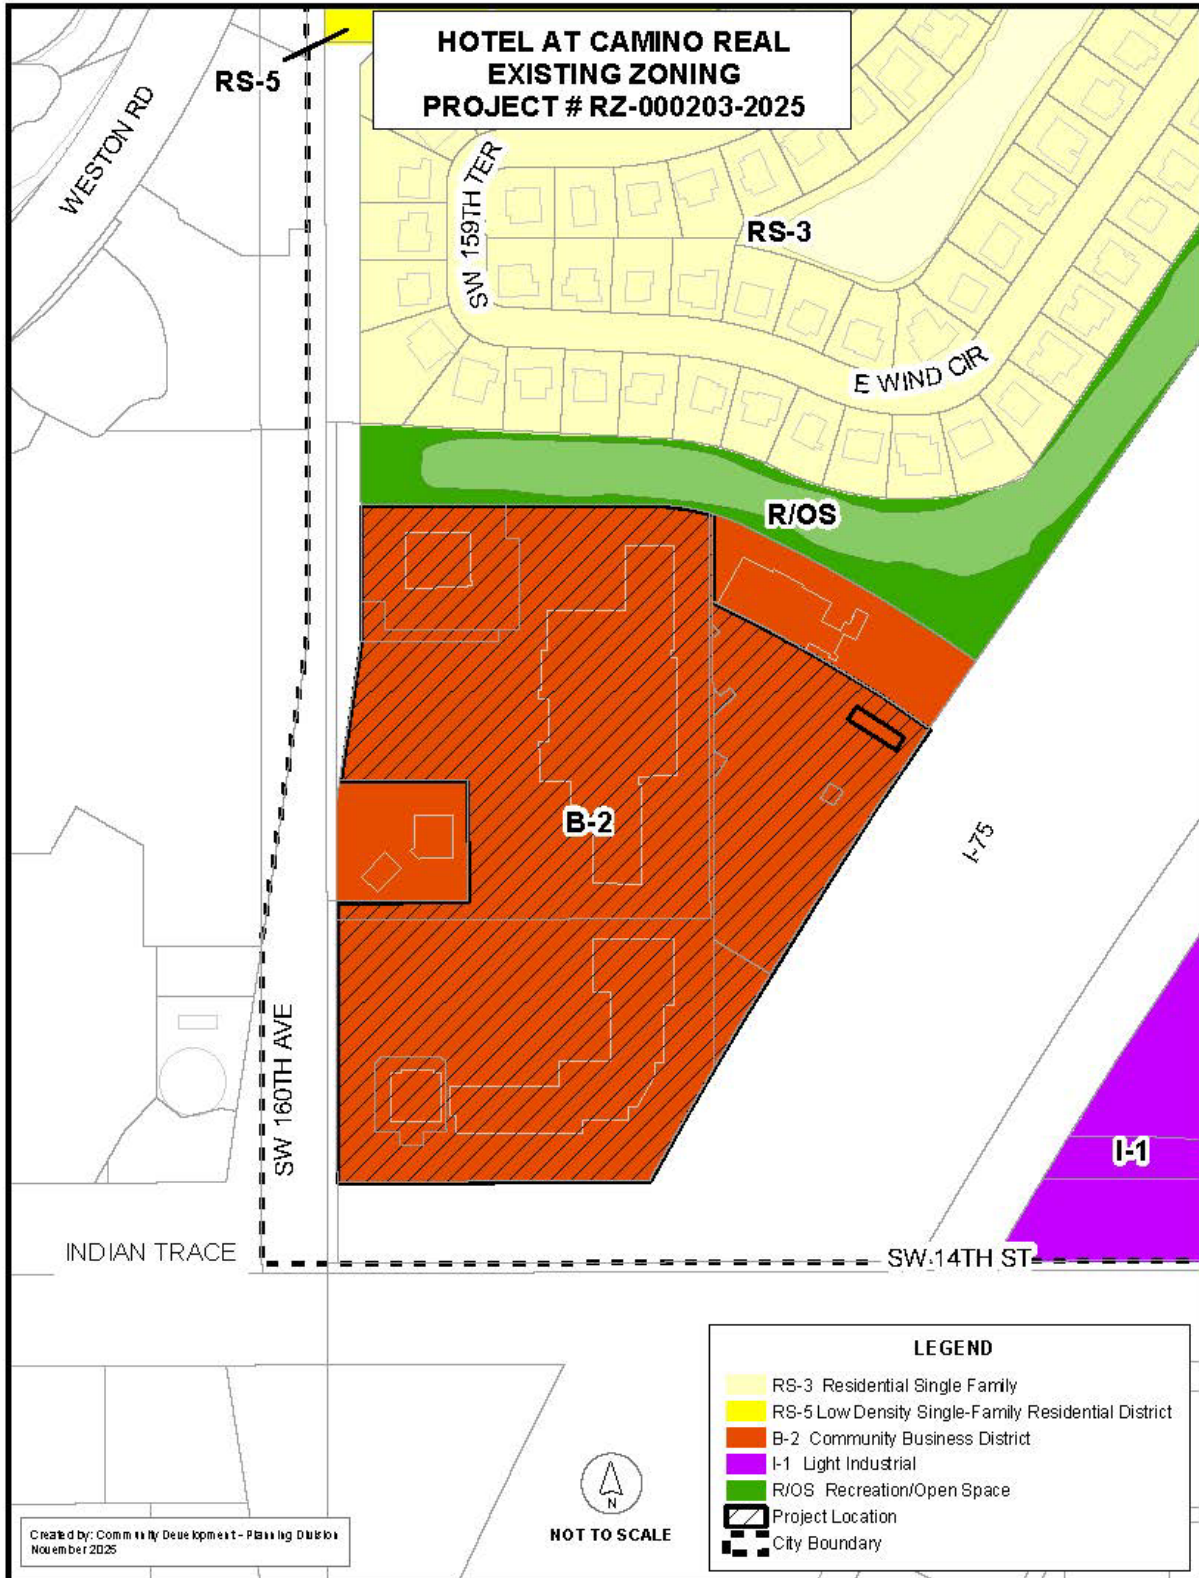 HOTEL AT CAMINO REAL
EXISTING ZONING
PROJECT # RZ-000203-2025
RS-5
WESTON RD
SW 159TH TER
RS-3
E WIND CIR
R/OS
B-2
I-75
SW 160TH AVE
I-1
INDIAN TRACE
SW 14TH ST
LEGEND
RS-3 Residential Single Family
RS-5 Low Density Single-Family Residential District
B-2 Community Business District
I-1 Light Industrial
R/OS Recreation/Open Space
Project Location
City Boundary
N
NOT TO SCALE
Created by: Community Development - Planning Division
November 2025